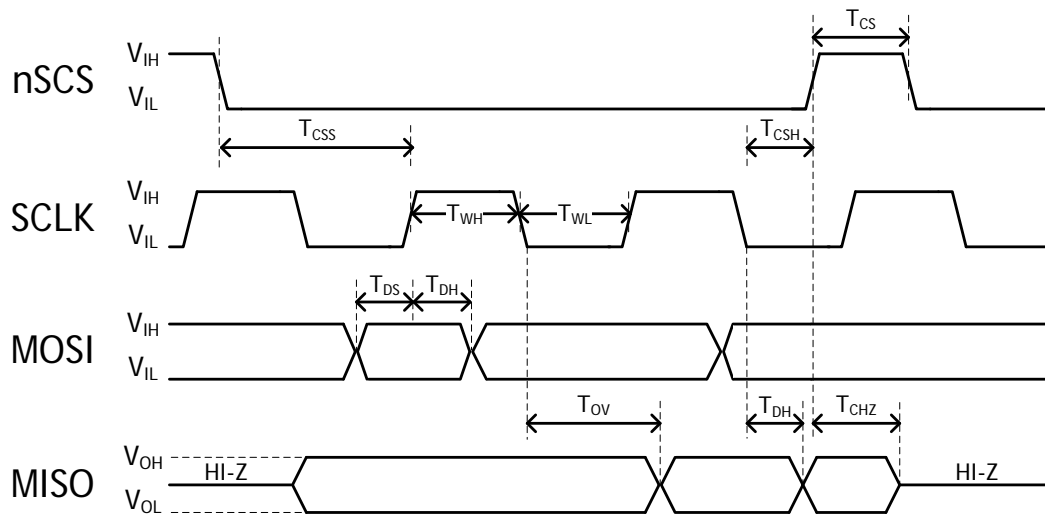 T_CS
V_IH
nSCS
V_IL
T_CSS
T_CSH
V_IH
SCLK
T_WH
T_WL
V_IL
T_DS
T_DH
V_IH
MOSI
V_IL
T_OV
T_DH
T_CHZ
V_OH
HI-Z
HI-Z
MISO
V_OL